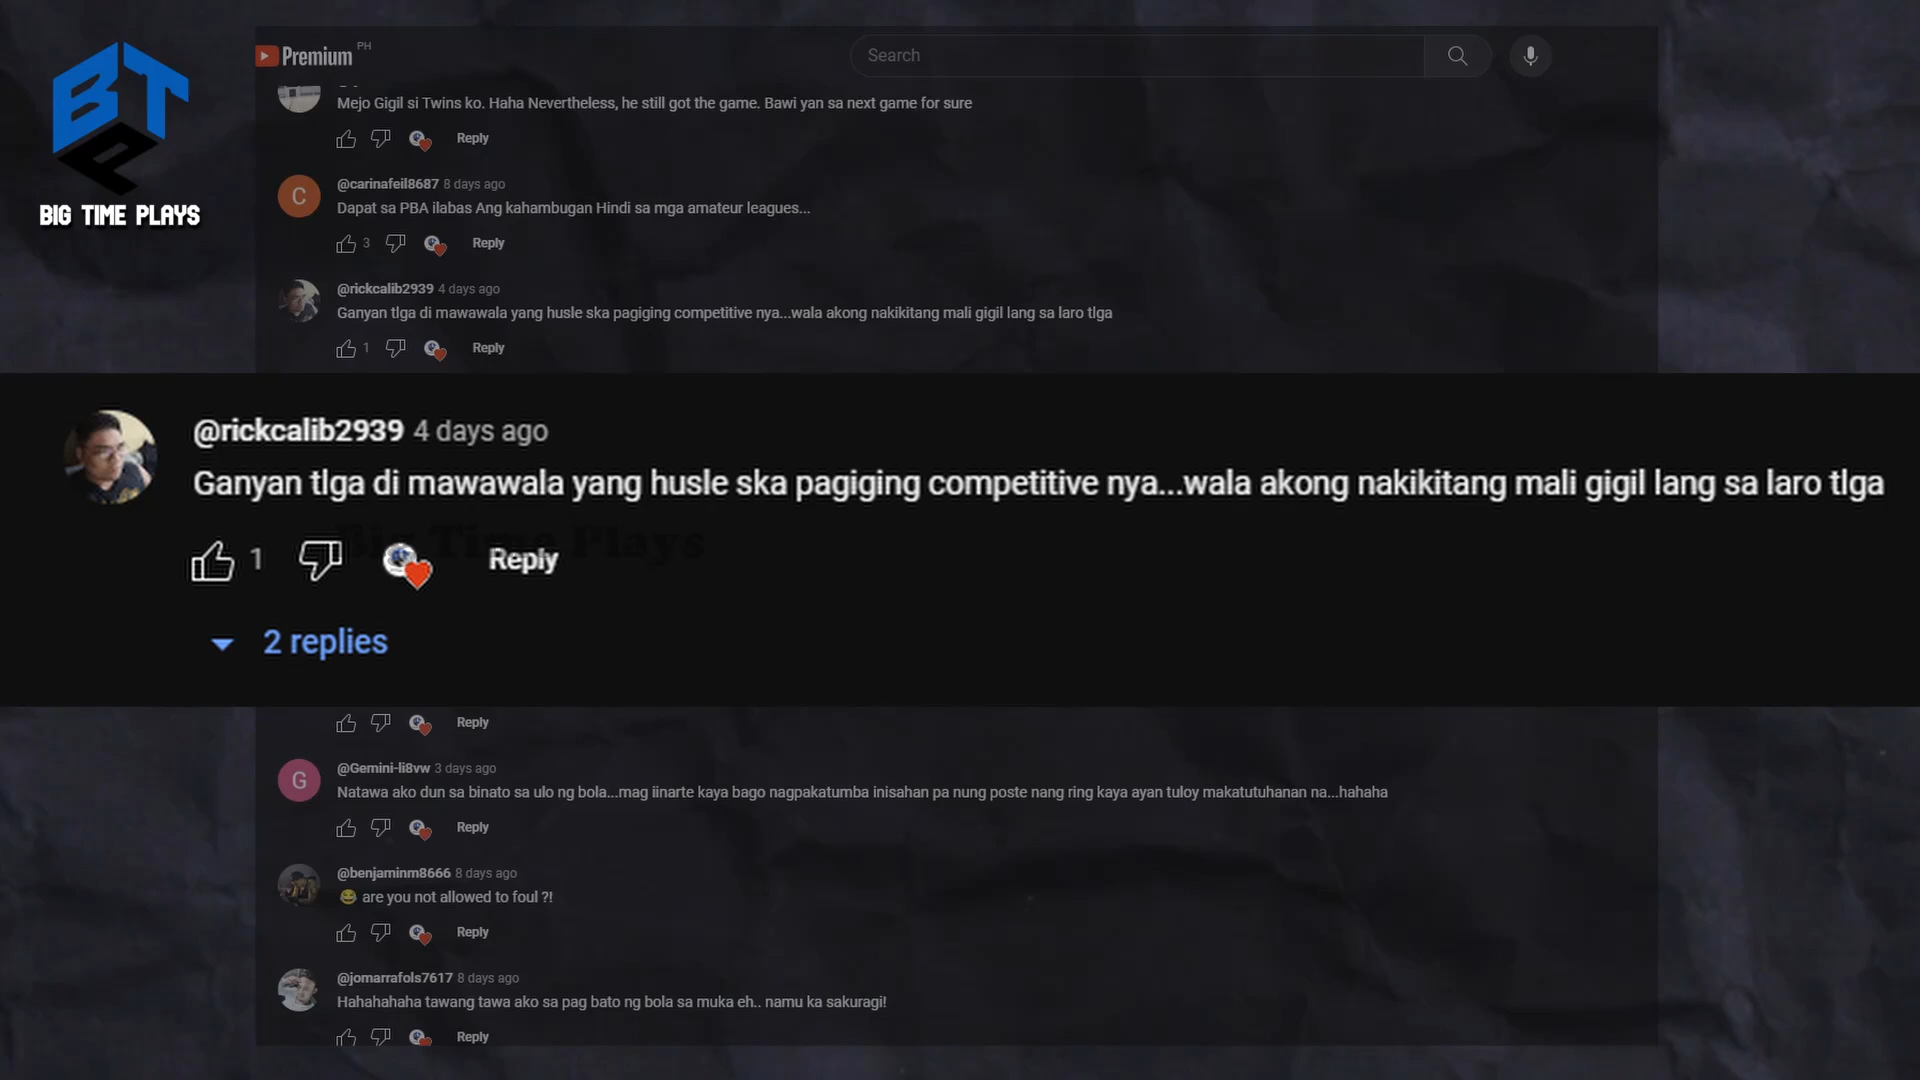 BTP
BIG TIME PLAYS
Premium PH
Search
Mejo Gigil si Twins ko. Haha Nevertheless, he still got the game. Bawi yan sa next game for sure
Reply
C
@carinafeil8687 8 days ago
Dapat sa PBA ilabas Ang kahambugan Hindi sa mga amateur leagues...
3 Reply
@rickcalib2939 4 days ago
Ganyan tlga di mawawala yang husle ska pagiging competitive nya...wala akong nakikitang mali gigil lang sa laro tlga
1 Reply
@rickcalib2939 4 days ago
Ganyan tlga di mawawala yang husle ska pagiging competitive nya...wala akong nakikitang mali gigil lang sa laro tlga
Big Time Plays
1 Reply
2 replies
Reply
G
@Gemini-li8vw 3 days ago
Natawa ako dun sa binato sa ulo ng bola...mag iinarte kaya bago nagpakatumba inisahan pa nung poste nang ring kaya ayan tuloy makatutuhanan na...hahaha
Reply
@benjaminm8666 8 days ago
😂 are you not allowed to foul ?!
Reply
@jomarrafols7617 8 days ago
Hahahahaha tawang tawa ako sa pag bato ng bola sa muka eh.. namu ka sakuragi!
Reply